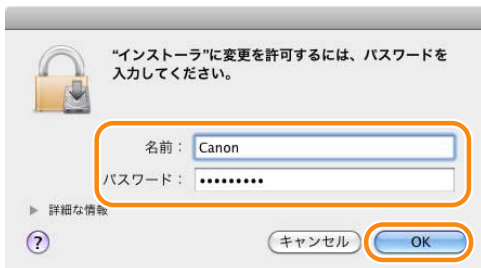 “インストーラ”に変更を許可するには、パスワードを
入力してください。
名前： Canon
パスワード： •••••••••
▶ 詳細な情報
? キャンセル OK